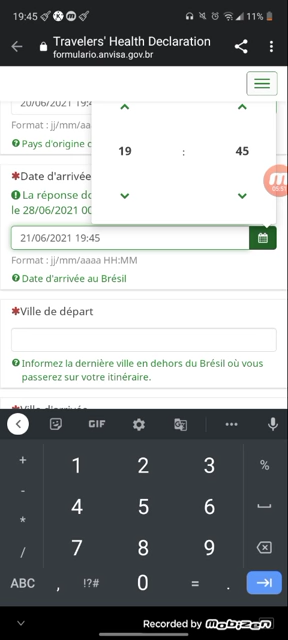 19:45
11%
Travelers' Health Declaration
formulario.anvisa.gov.br
20/06/2021 19:4
Format : jj/mm/aa
Pays d'origine d
19 : 45
*Date d'arrivée
La réponse do
le 28/06/2021 00
21/06/2021 19:45
Format : jj/mm/aaaa HH:MM
Date d'arrivée au Brésil
*Ville de départ
Informez la dernière ville en dehors du Brésil où vous
passerez sur votre itinéraire.
GIF
+ 1 2 3 %
- 4 5 6
*
/ 7 8 9
ABC , !?# 0 = .
Recorded by MOBIZEN